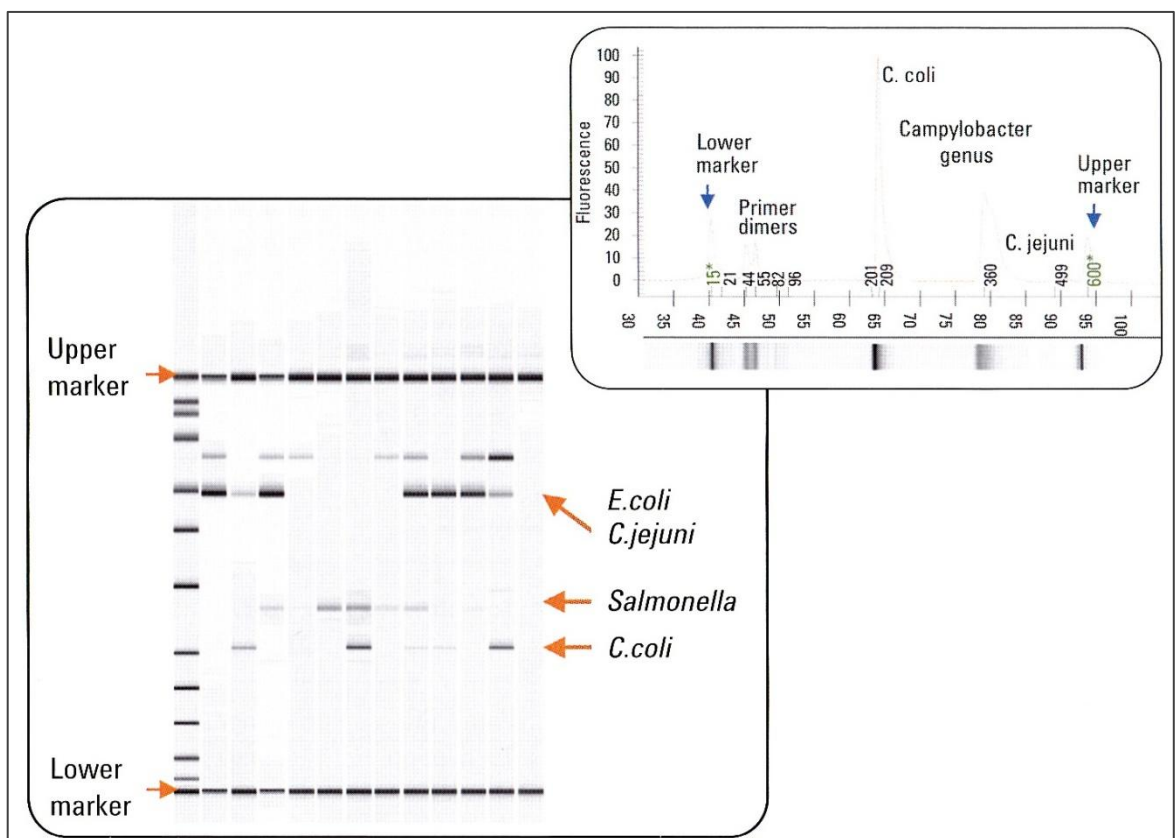 100
90
80
70
60
50
40
30
20
10
0
Fluorescence
C. coli
Campylobacter
genus
Lower
marker
Primer
dimers
Upper
marker
C. jejuni
15*
21
44
55
82
96
201
209
360
499
600*
30
35
40
45
50
55
60
65
70
75
80
85
90
95
100
Upper
marker
E.coli
C.jejuni
Salmonella
C.coli
Lower
marker